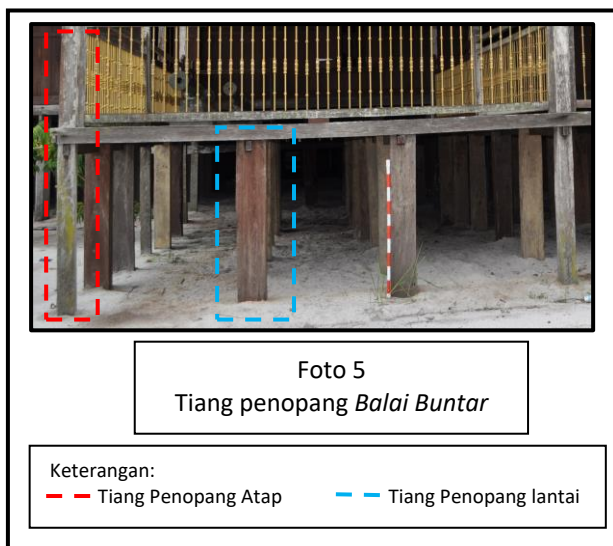 Foto 5
Tiang penopang Balai Buntar
Keterangan:
Tiang Penopang Atap
Tiang Penopang lantai